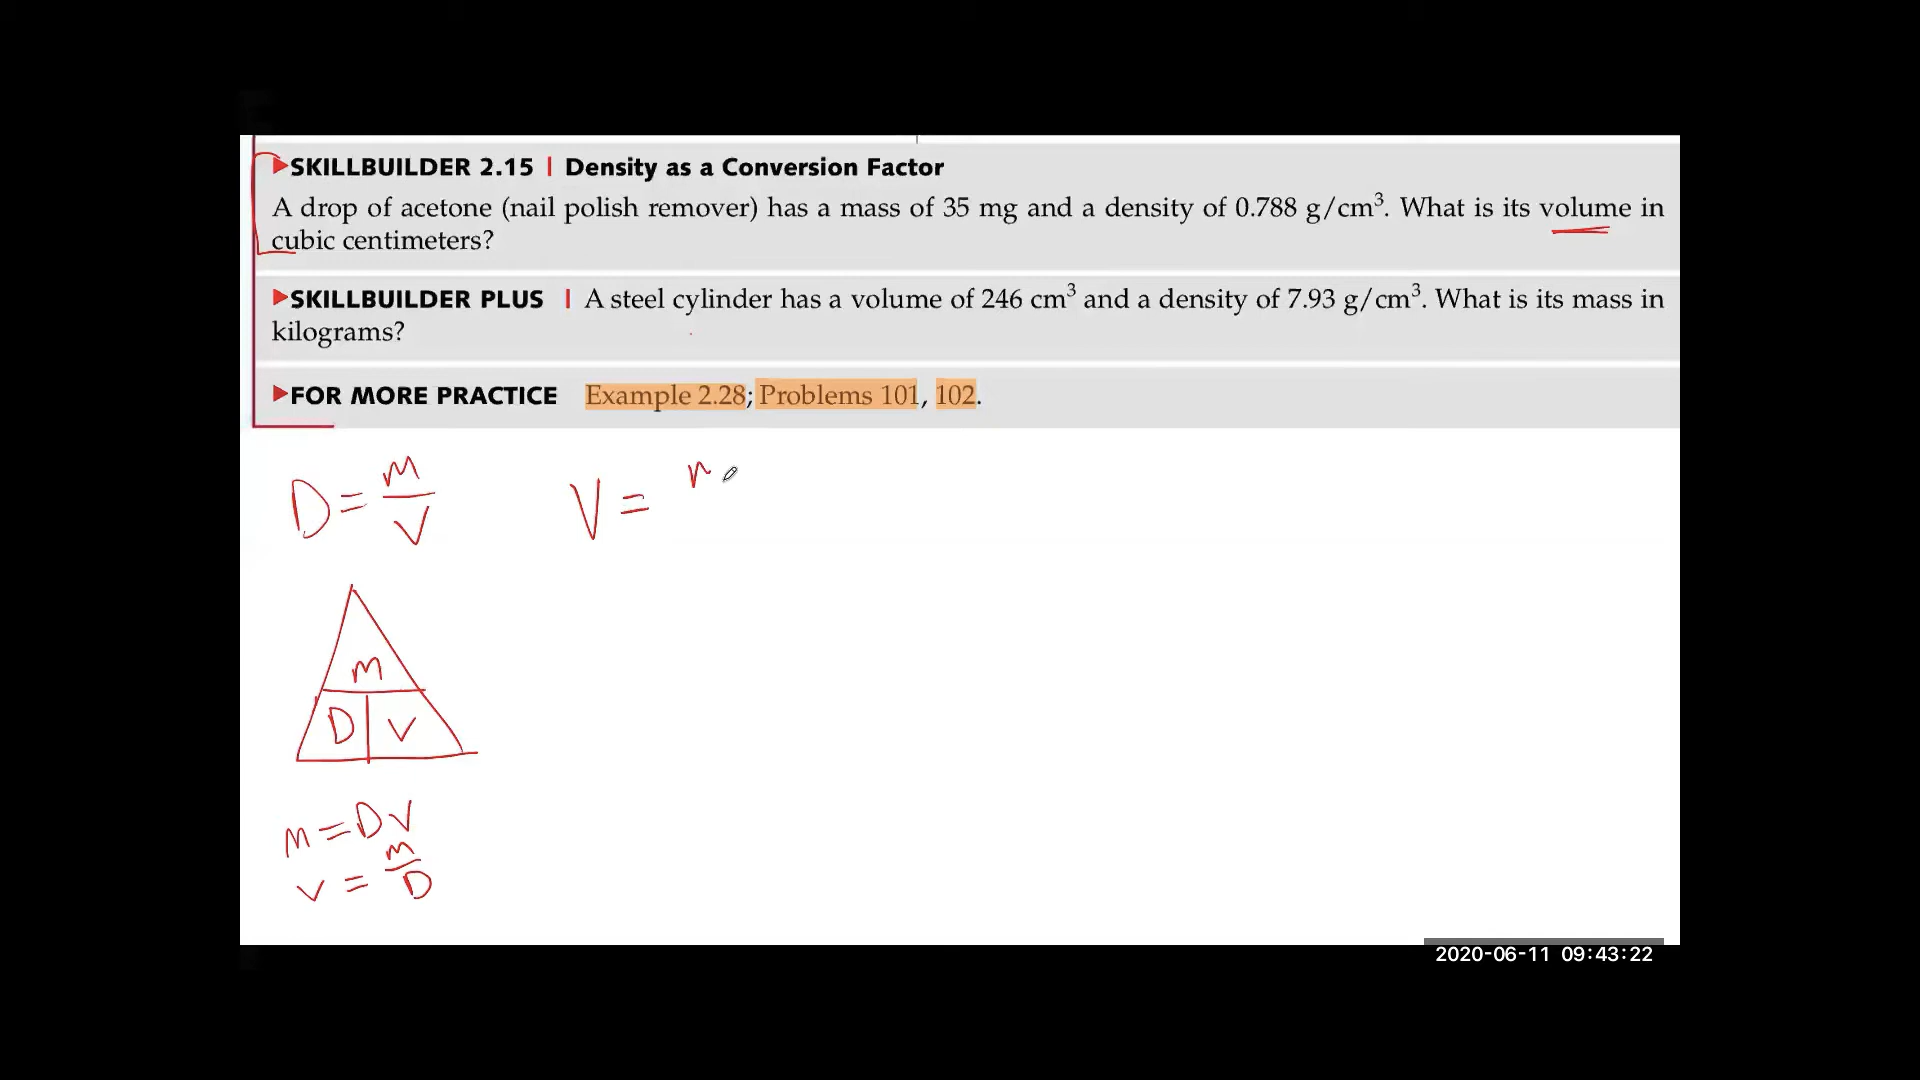 ▶SKILLBUILDER 2.15 | Density as a Conversion Factor
A drop of acetone (nail polish remover) has a mass of 35 mg and a density of 0.788 g/cm³. What is its volume in
cubic centimeters?
▶SKILLBUILDER PLUS | A steel cylinder has a volume of 246 cm³ and a density of 7.93 g/cm³. What is its mass in
kilograms?
▶FOR MORE PRACTICE Example 2.28; Problems 101, 102.
D = m/V
V =
m
D V
m = DV
V = m/D
2020-06-11 09:43:22